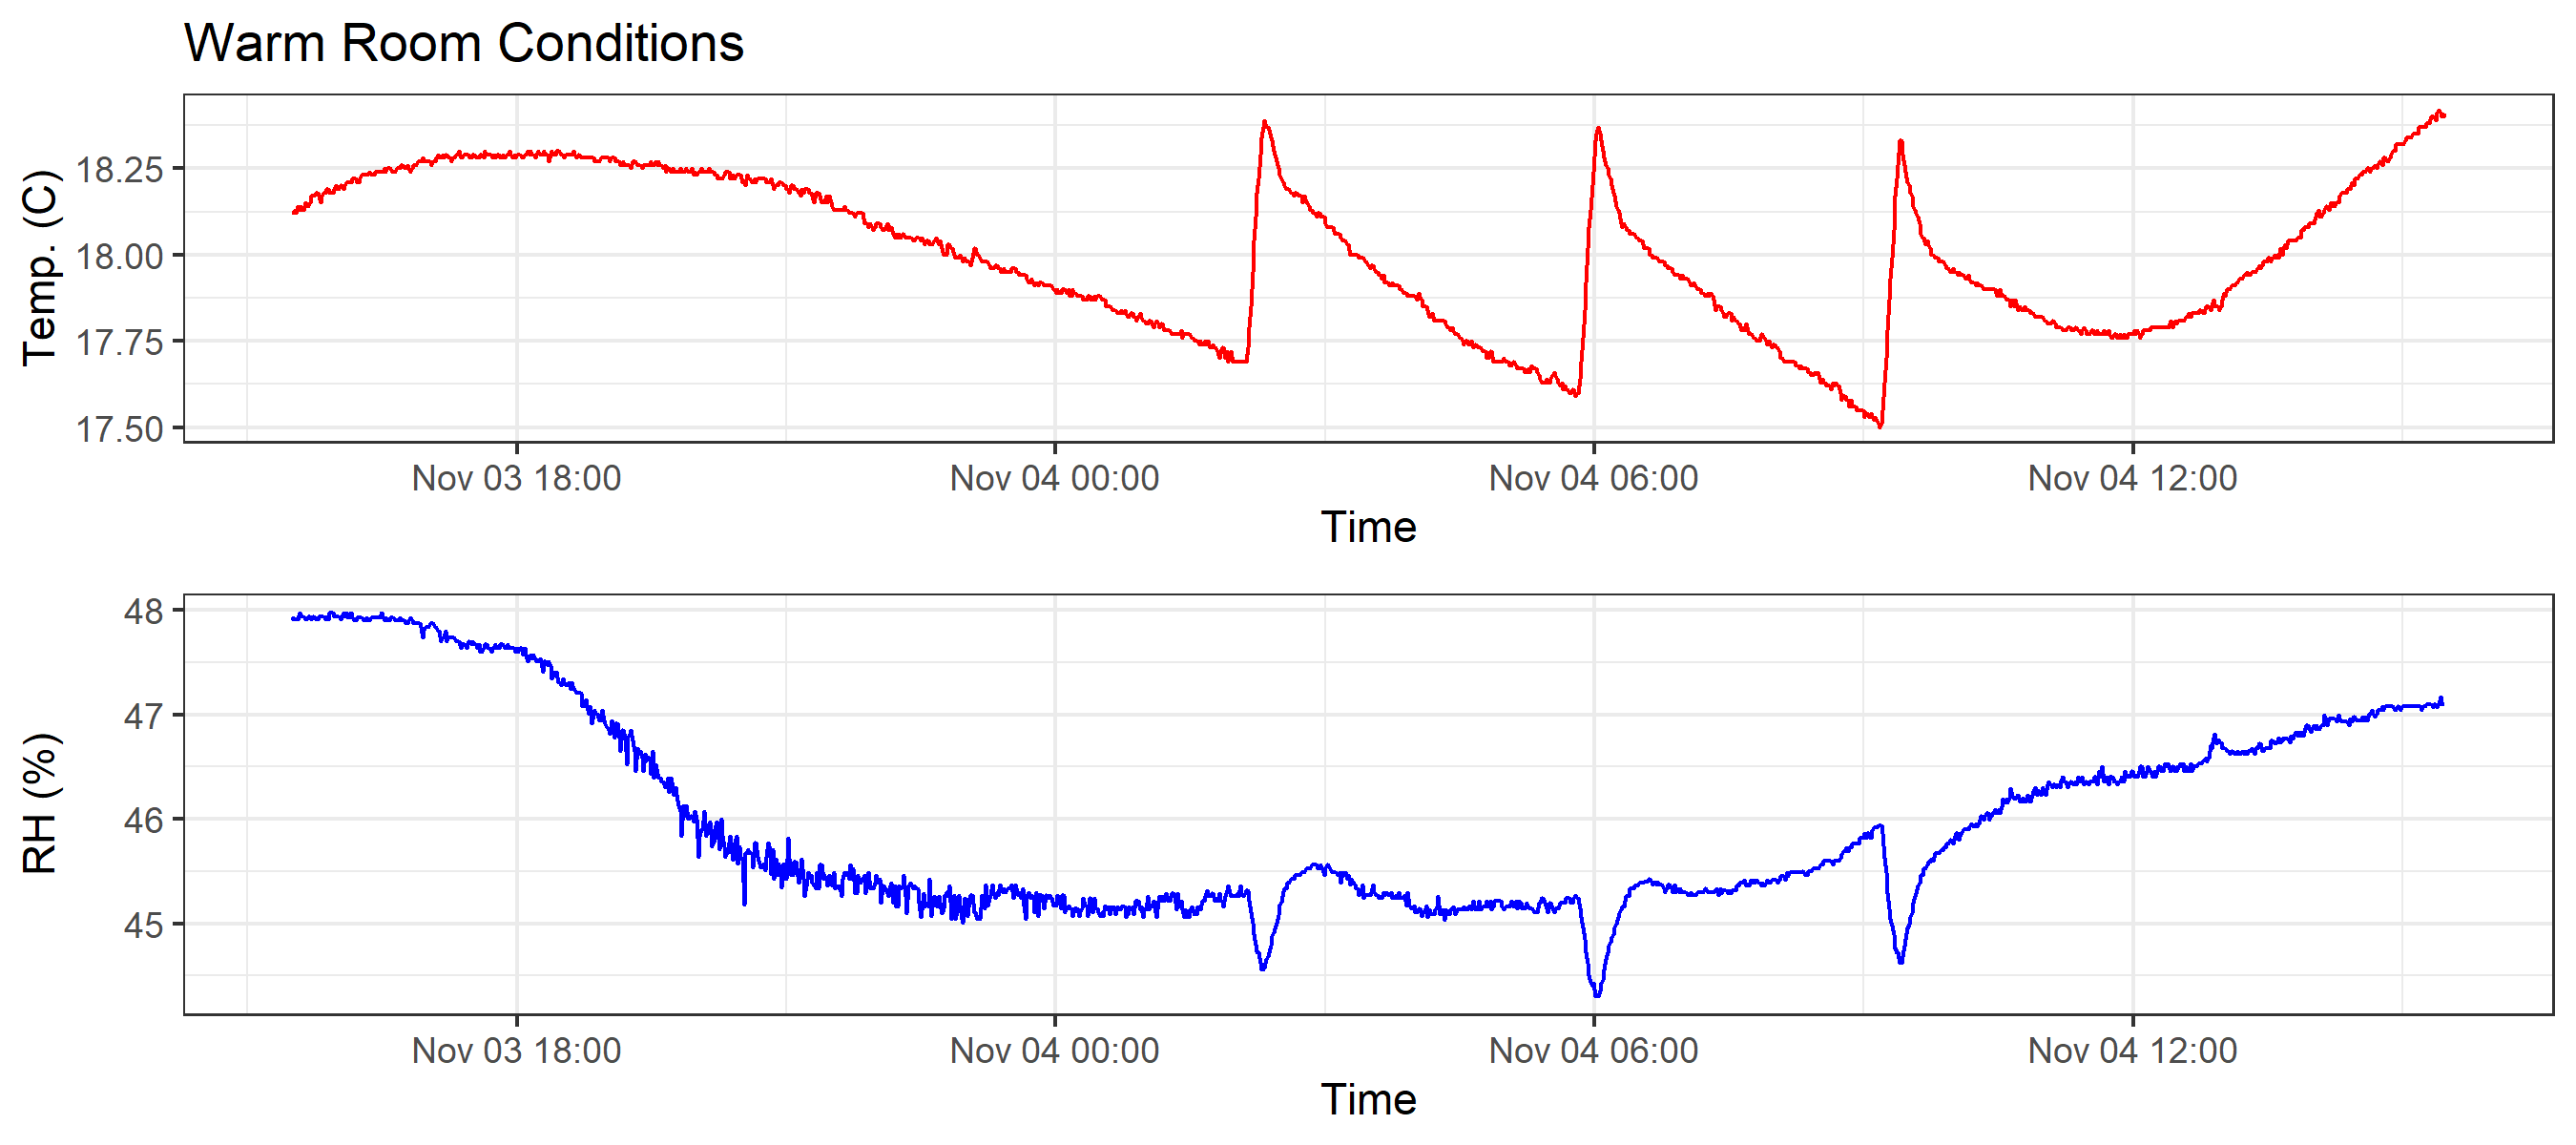 Warm Room Conditions
Temp. (C)
18.25
18.00
17.75
17.50
Nov 03 18:00 Nov 04 00:00 Nov 04 06:00 Nov 04 12:00
Time
RH (%)
48
47
46
45
Nov 03 18:00 Nov 04 00:00 Nov 04 06:00 Nov 04 12:00
Time